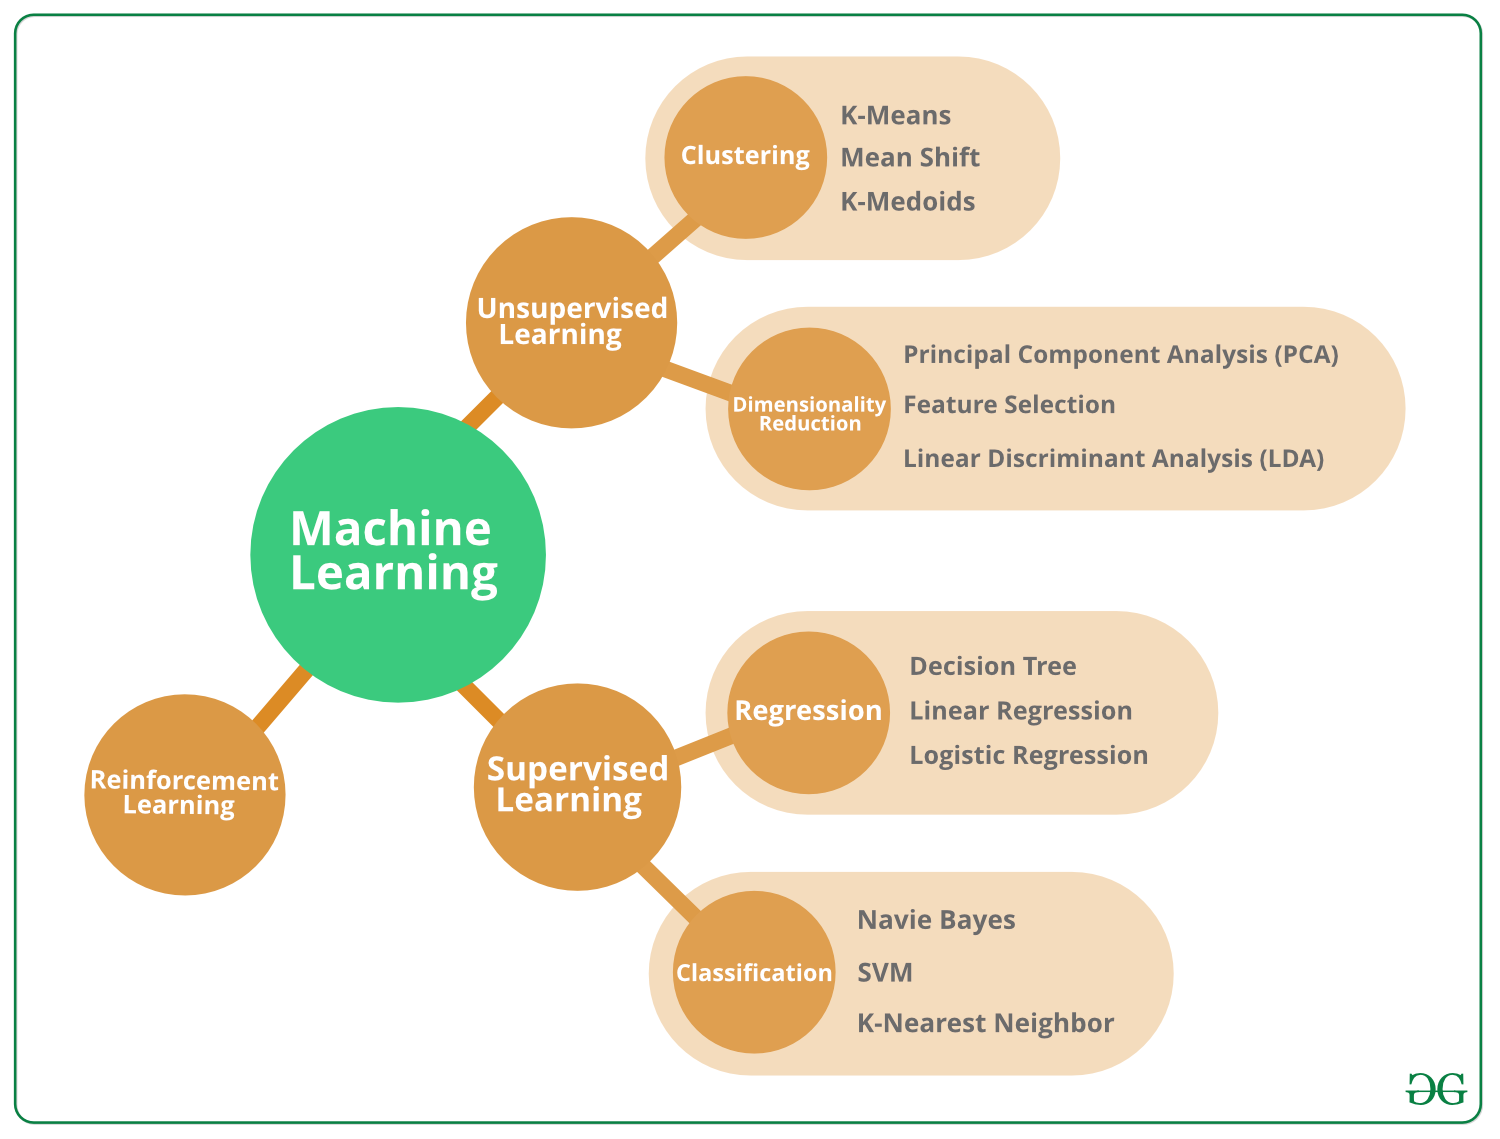 K-Means
Clustering
Mean Shift
K-Medoids
Unsupervised
Learning
Principal Component Analysis (PCA)
Dimensionality
Reduction
Feature Selection
Linear Discriminant Analysis (LDA)
Machine
Learning
Decision Tree
Regression
Linear Regression
Logistic Regression
Supervised
Learning
Reinforcement
Learning
Navie Bayes
Classification
SVM
K-Nearest Neighbor